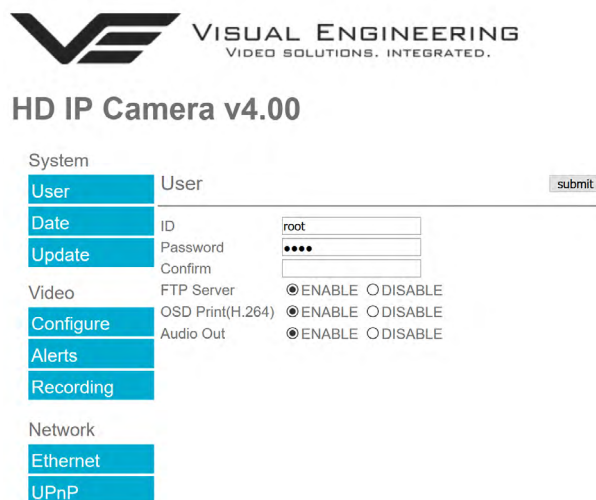 VISUAL ENGINEERING
VIDEO SOLUTIONS. INTEGRATED.
HD IP Camera v4.00
System
User
Date
Update
Video
Configure
Alerts
Recording
Network
Ethernet
UPnP
User submit
ID root
Password ••••
Confirm
FTP Server ENABLE DISABLE
OSD Print(H.264) ENABLE DISABLE
Audio Out ENABLE DISABLE